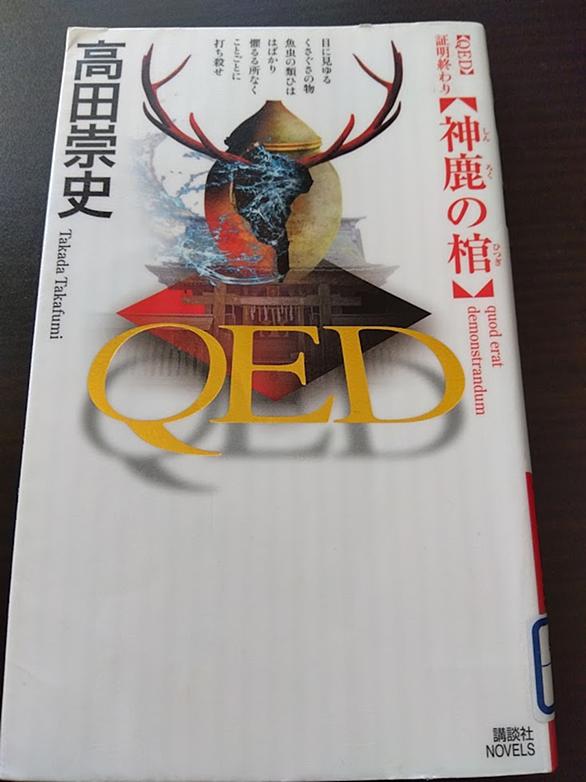 【QED】
証明終わり
【神鹿の棺】
しん
ろく
ひつぎ
quod erat
demonstrandum
目に見ゆる
くさぐさの物
魚虫の類ひは
はばかり
懼るる所なく
ことごとに
打ち殺せ
高田崇史
Takada Takafumi
QED
講談社
NOVELS